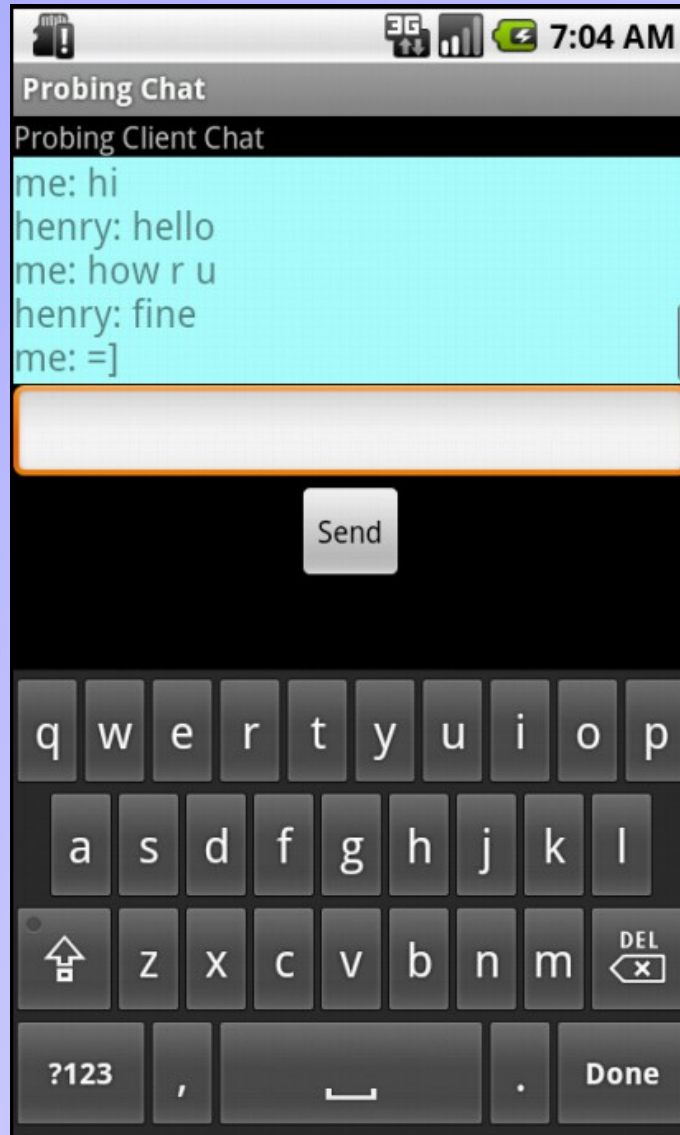 3G 7:04 AM
Probing Chat
Probing Client Chat
me: hi
henry: hello
me: how r u
henry: fine
me: =]
Send
q w e r t y u i o p
a s d f g h j k l
z x c v b n m DEL
?123 , . Done